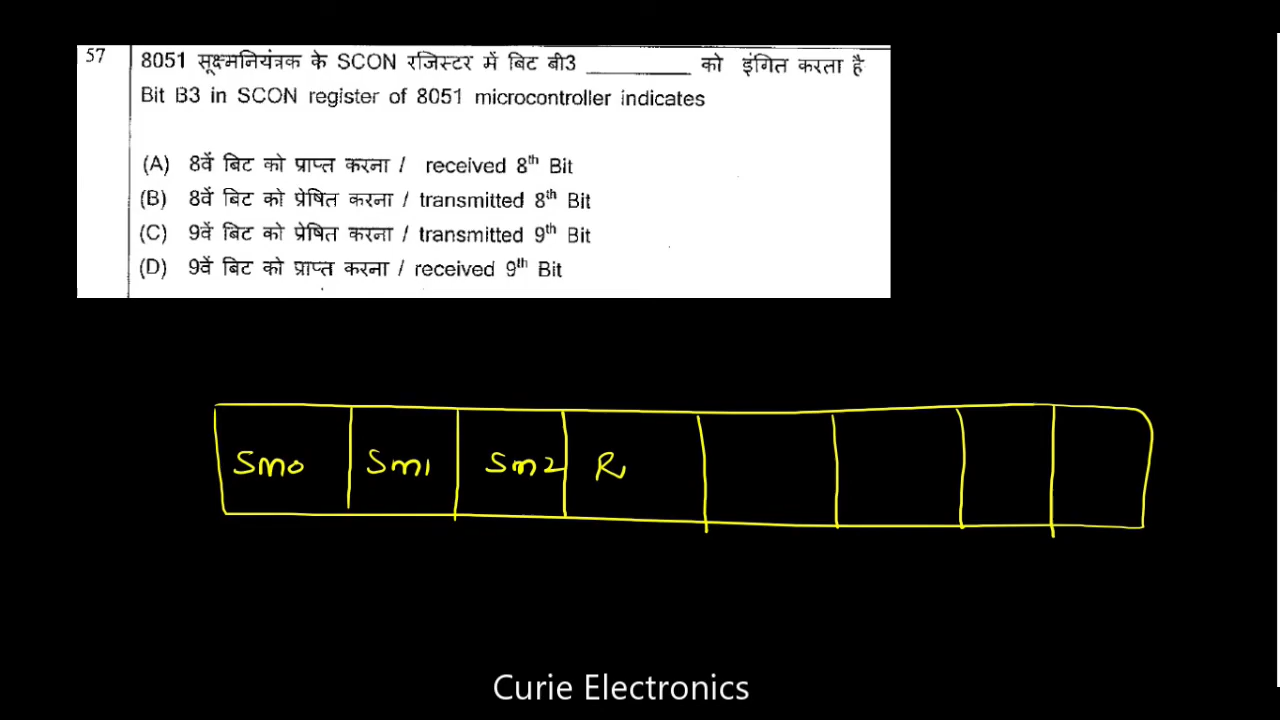 57
8051 सूक्ष्मनियंत्रक के SCON रजिस्टर में बिट बी3 __________ को इंगित करता है
Bit B3 in SCON register of 8051 microcontroller indicates
(A) 8वें बिट को प्राप्त करना / received 8th Bit
(B) 8वें बिट को प्रेषित करना / transmitted 8th Bit
(C) 9वें बिट को प्रेषित करना / transmitted 9th Bit
(D) 9वें बिट को प्राप्त करना / received 9th Bit
Sm0 Sm1 Sm2 R
Curie Electronics